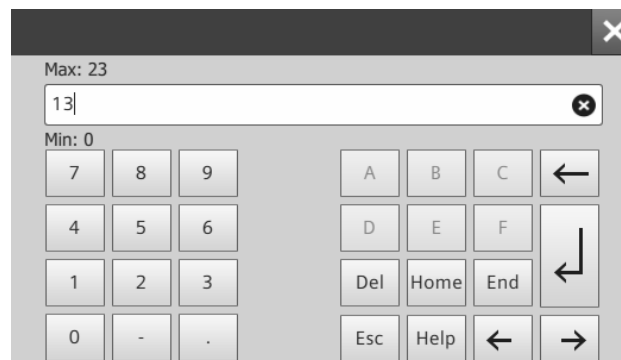 Max: 23
13
Min: 0
7 8 9 A B C ←
4 5 6 D E F
1 2 3 Del Home End
0 - . Esc Help ← →